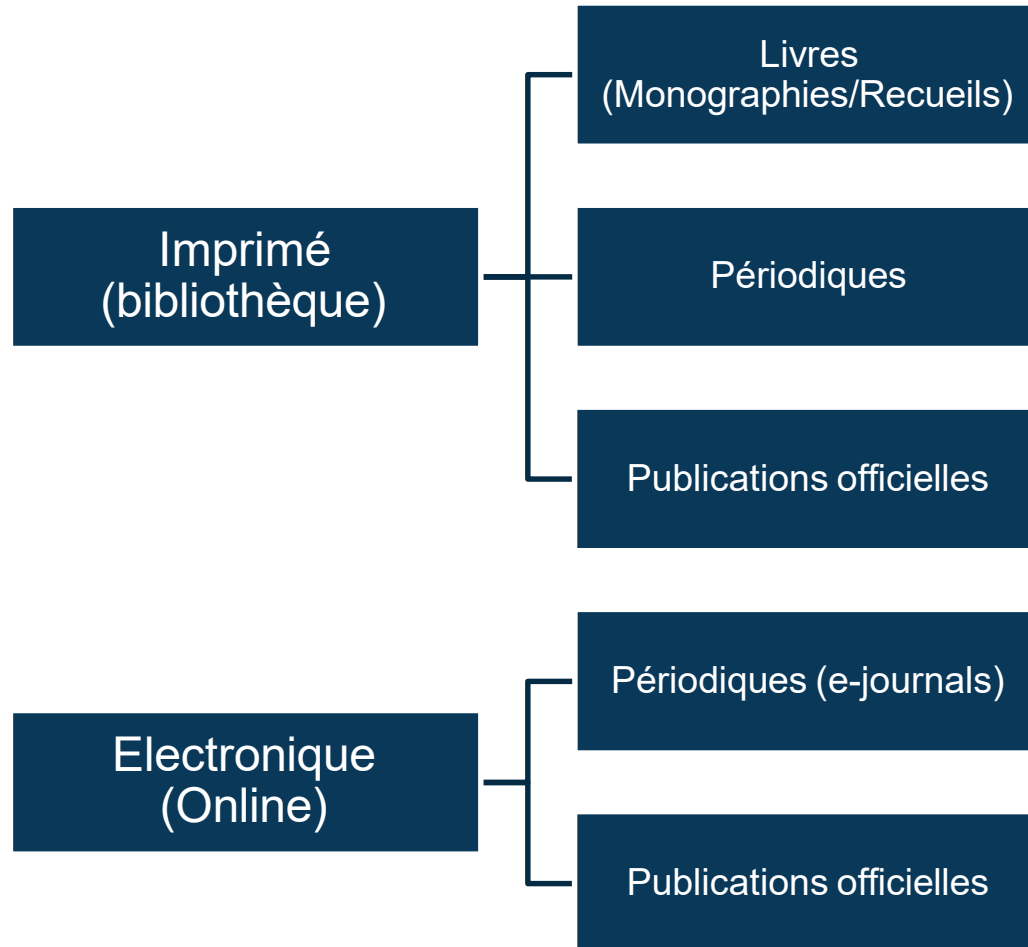 Imprimé
(bibliothèque)
Livres
(Monographies/Recueils)
Périodiques
Publications officielles
Electronique
(Online)
Périodiques (e-journals)
Publications officielles